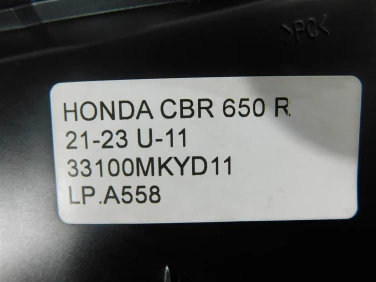 >PC<
HONDA CBR 650 R
21-23 U-11
33100MKYD11
LP.A558